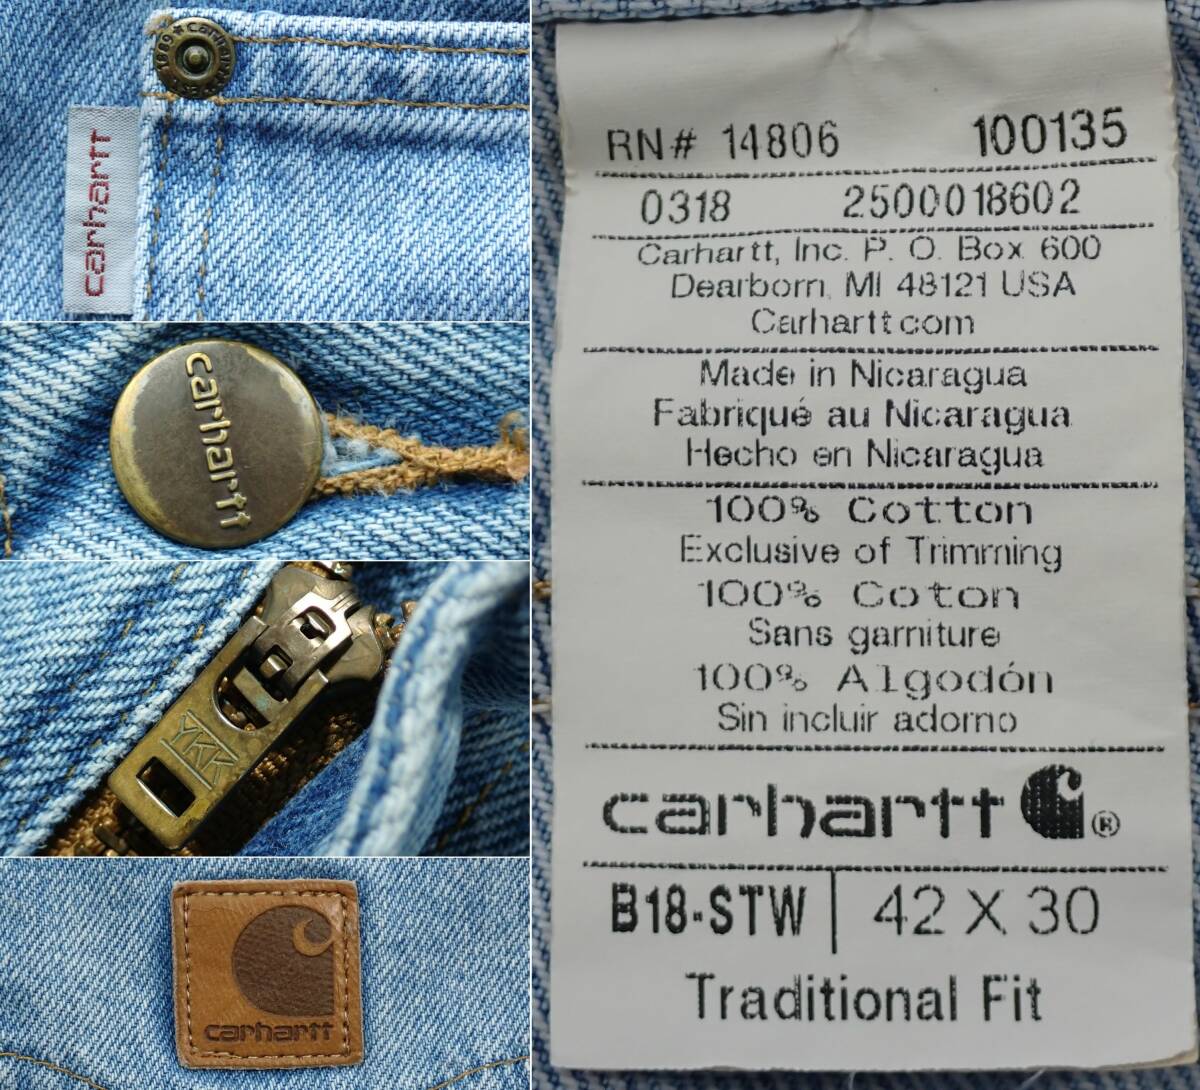 1889 ★ carhartt
carhartt
carhartt
YKK
carhartt
RN# 14806 100135
0318 2500018602
Carhartt, Inc. P. O. Box 600
Dearborn, MI 48121 USA
Carhartt.com
Made in Nicaragua
Fabriqué au Nicaragua
Hecho en Nicaragua
100% Cotton
Exclusive of Trimming
100% Coton
Sans garniture
100% Algodón
Sin incluir adorno
carhartt ®
B18-STW 42 X 30
Traditional Fit